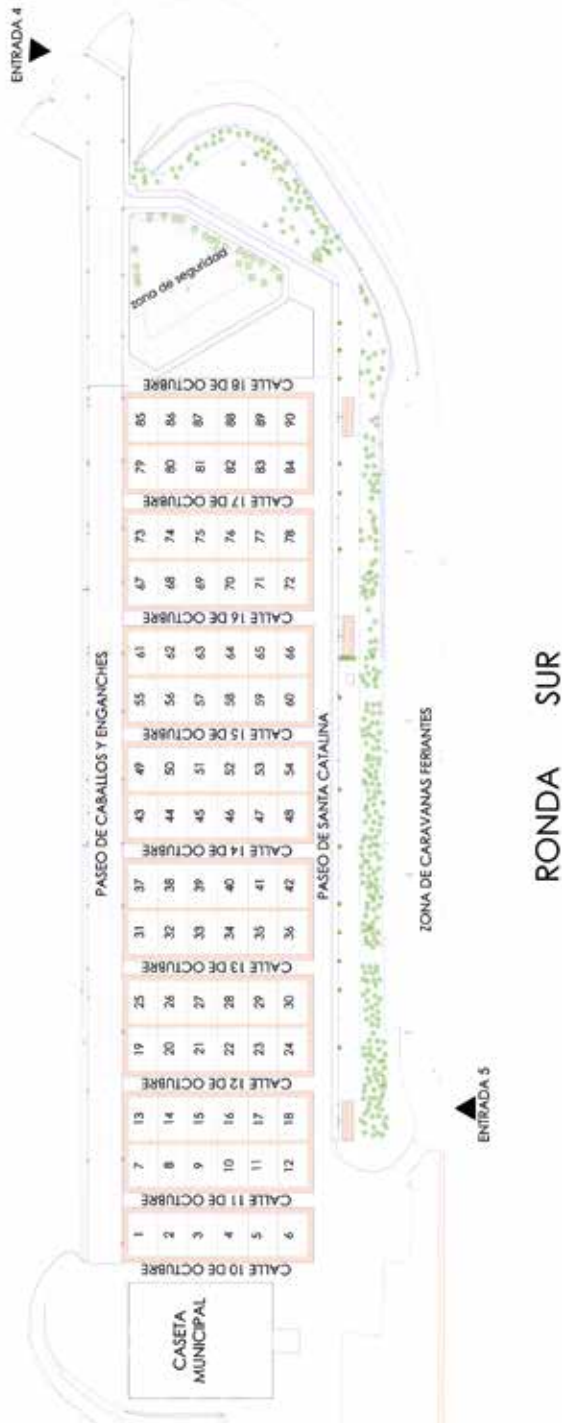 ENTRADA 4
zona de seguridad
PASEO DE CABALLOS Y ENGANCHES
CASETA
MUNICIPAL
CALLE 10 DE OCTUBRE
1
2
3
4
5
6
CALLE 11 DE OCTUBRE
7 13
8 14
9 15
10 16
11 17
12 18
CALLE 12 DE OCTUBRE
19 25
20 26
21 27
22 28
23 29
24 30
CALLE 13 DE OCTUBRE
31 37
32 38
33 39
34 40
35 41
36 42
CALLE 14 DE OCTUBRE
43 49
44 50
45 51
46 52
47 53
48 54
CALLE 15 DE OCTUBRE
55 61
56 62
57 63
58 64
59 65
60 66
CALLE 16 DE OCTUBRE
67 73
68 74
69 75
70 76
71 77
72 78
CALLE 17 DE OCTUBRE
79 85
80 86
81 87
82 88
83 89
84 90
CALLE 18 DE OCTUBRE
PASEO DE SANTA CATALINA
ZONA DE CARAVANAS FERIANTES
ENTRADA 5
RONDA SUR